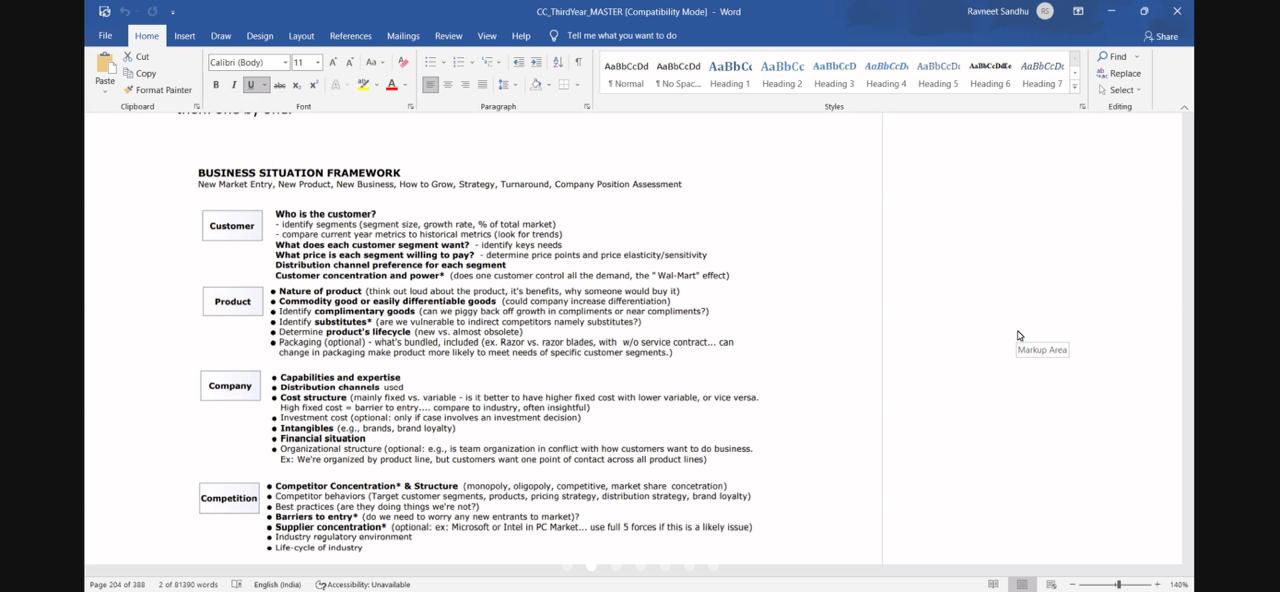 CC_ThirdYear_MASTER [Compatibility Mode] - Word
Ravneet Sandhu RS
File Home Insert Draw Design Layout References Mailings Review View Help Tell me what you want to do Share
Paste
Cut
Copy
Format Painter
Clipboard
Calibri (Body) 11
Font
Paragraph
AaBbCcDd AaBbCcDd AaBbCc AaBbCc AaBbCcD AaBbCcDc AaBbCcDc AaBbCcDdEe AaBbCcDc
¶ Normal ¶ No Spac... Heading 1 Heading 2 Heading 3 Heading 4 Heading 5 Heading 6 Heading 7
Styles
Find
Replace
Select
Editing
them one by one.
BUSINESS SITUATION FRAMEWORK
New Market Entry, New Product, New Business, How to Grow, Strategy, Turnaround, Company Position Assessment
Customer
Who is the customer?
- identify segments (segment size, growth rate, % of total market)
- compare current year metrics to historical metrics (look for trends)
What does each customer segment want? - identify keys needs
What price is each segment willing to pay? - determine price points and price elasticity/sensitivity
Distribution channel preference for each segment
Customer concentration and power* (does one customer control all the demand, the " Wal-Mart" effect)
Product
● Nature of product (think out loud about the product, it's benefits, why someone would buy it)
● Commodity good or easily differentiable goods (could company increase differentiation)
● Identify complimentary goods (can we piggy back off growth in compliments or near compliments?)
● Identify substitutes* (are we vulnerable to indirect competitors namely substitutes?)
● Determine product's lifecycle (new vs. almost obsolete)
● Packaging (optional) - what's bundled, included (ex. Razor vs. razor blades, with w/o service contract... can
change in packaging make product more likely to meet needs of specific customer segments.)
Company
● Capabilities and expertise
● Distribution channels used
● Cost structure (mainly fixed vs. variable - is it better to have higher fixed cost with lower variable, or vice versa.
High fixed cost = barrier to entry.... compare to industry, often insightful)
● Investment cost (optional: only if case involves an investment decision)
● Intangibles (e.g., brands, brand loyalty)
● Financial situation
● Organizational structure (optional: e.g., is team organization in conflict with how customers want to do business.
Ex: We're organized by product line, but customers want one point of contact across all product lines)
Competition
● Competitor Concentration* & Structure (monopoly, oligopoly, competitive, market share concetration)
● Competitor behaviors (Target customer segments, products, pricing strategy, distribution strategy, brand loyalty)
● Best practices (are they doing things we're not?)
● Barriers to entry* (do we need to worry any new entrants to market)?
● Supplier concentration* (optional: ex: Microsoft or Intel in PC Market... use full 5 forces if this is a likely issue)
● Industry regulatory environment
● Life-cycle of industry
Markup Area
Page 204 of 388 2 of 81390 words English (India) Accessibility: Unavailable 140%